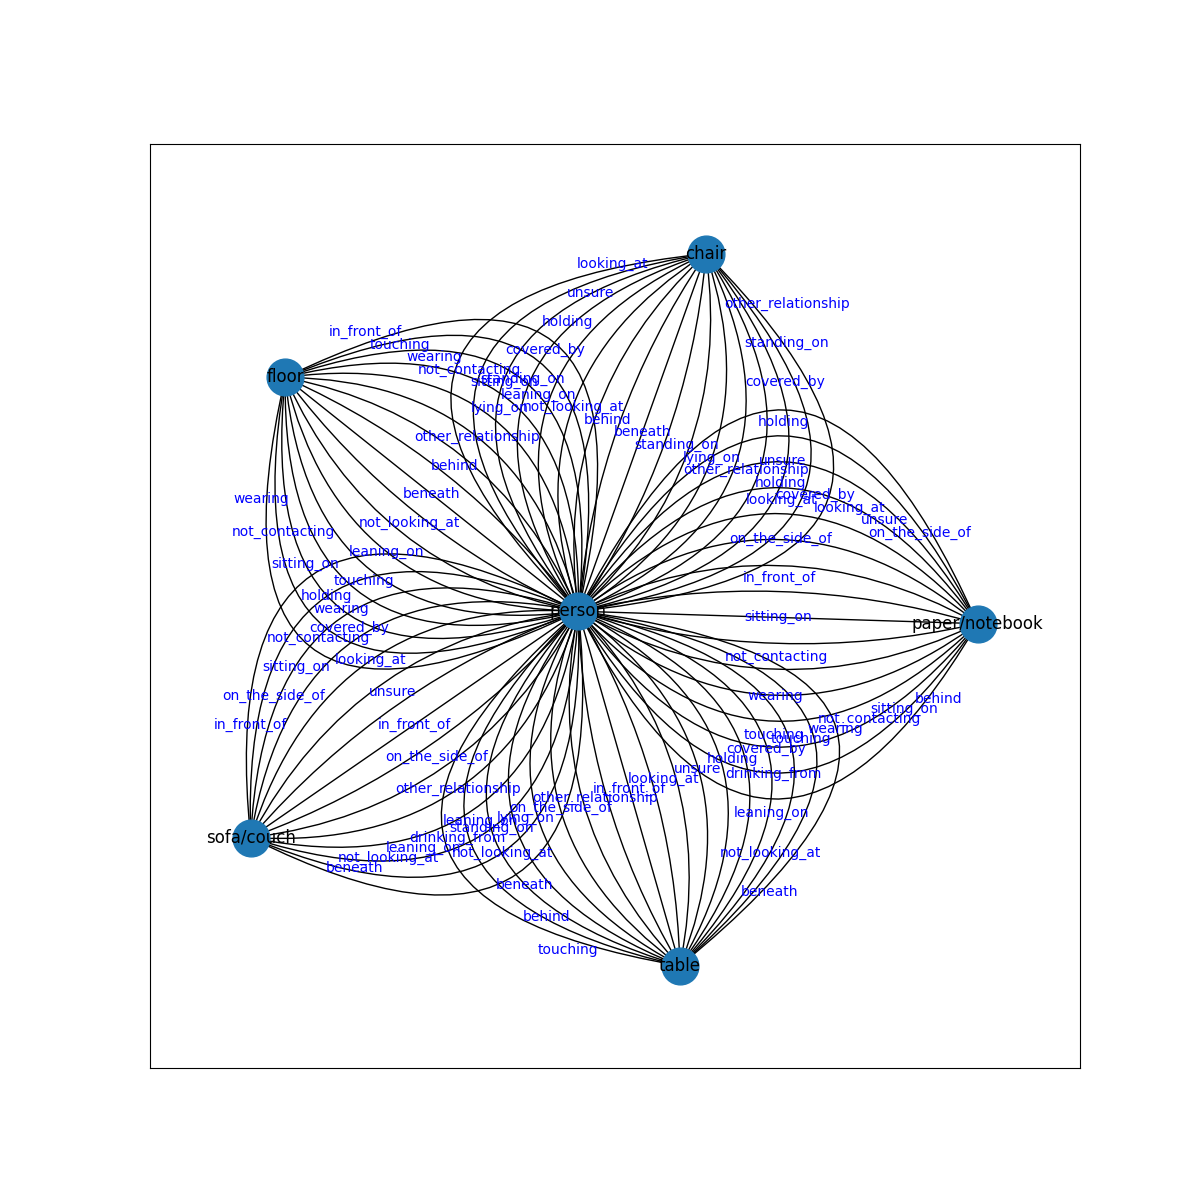 chair
looking_at
unsure
other_relationship
holding
in_front_of
touching
standing_on
covered_by
wearing
not_contacting
floor
standing_on
sitting_on
covered_by
leaning_on
lying_on
not_looking_at
behind
holding
beneath
other_relationship
standing_on
lying_on
unsure
behind
other_relationship
holding
beneath
covered_by
wearing
looking_at
looking_at
unsure
not_looking_at
not_contacting
on_the_side_of
on_the_side_of
leaning_on
sitting_on
in_front_of
touching
holding
wearing
person
sitting_on
paper/notebook
covered_by
not_contacting
looking_at
not_contacting
sitting_on
unsure
on_the_side_of
wearing
behind
sitting_on
in_front_of
in_front_of
not_contacting
wearing
touching
touching
covered_by
on_the_side_of
holding
unsure
drinking_from
looking_at
other_relationship
in_front_of
other_relationship
on_the_side_of
leaning_on
lying_on
leaning_on
standing_on
sofa/couch
drinking_from
leaning_on
not_looking_at
not_looking_at
not_looking_at
beneath
beneath
beneath
behind
touching
table